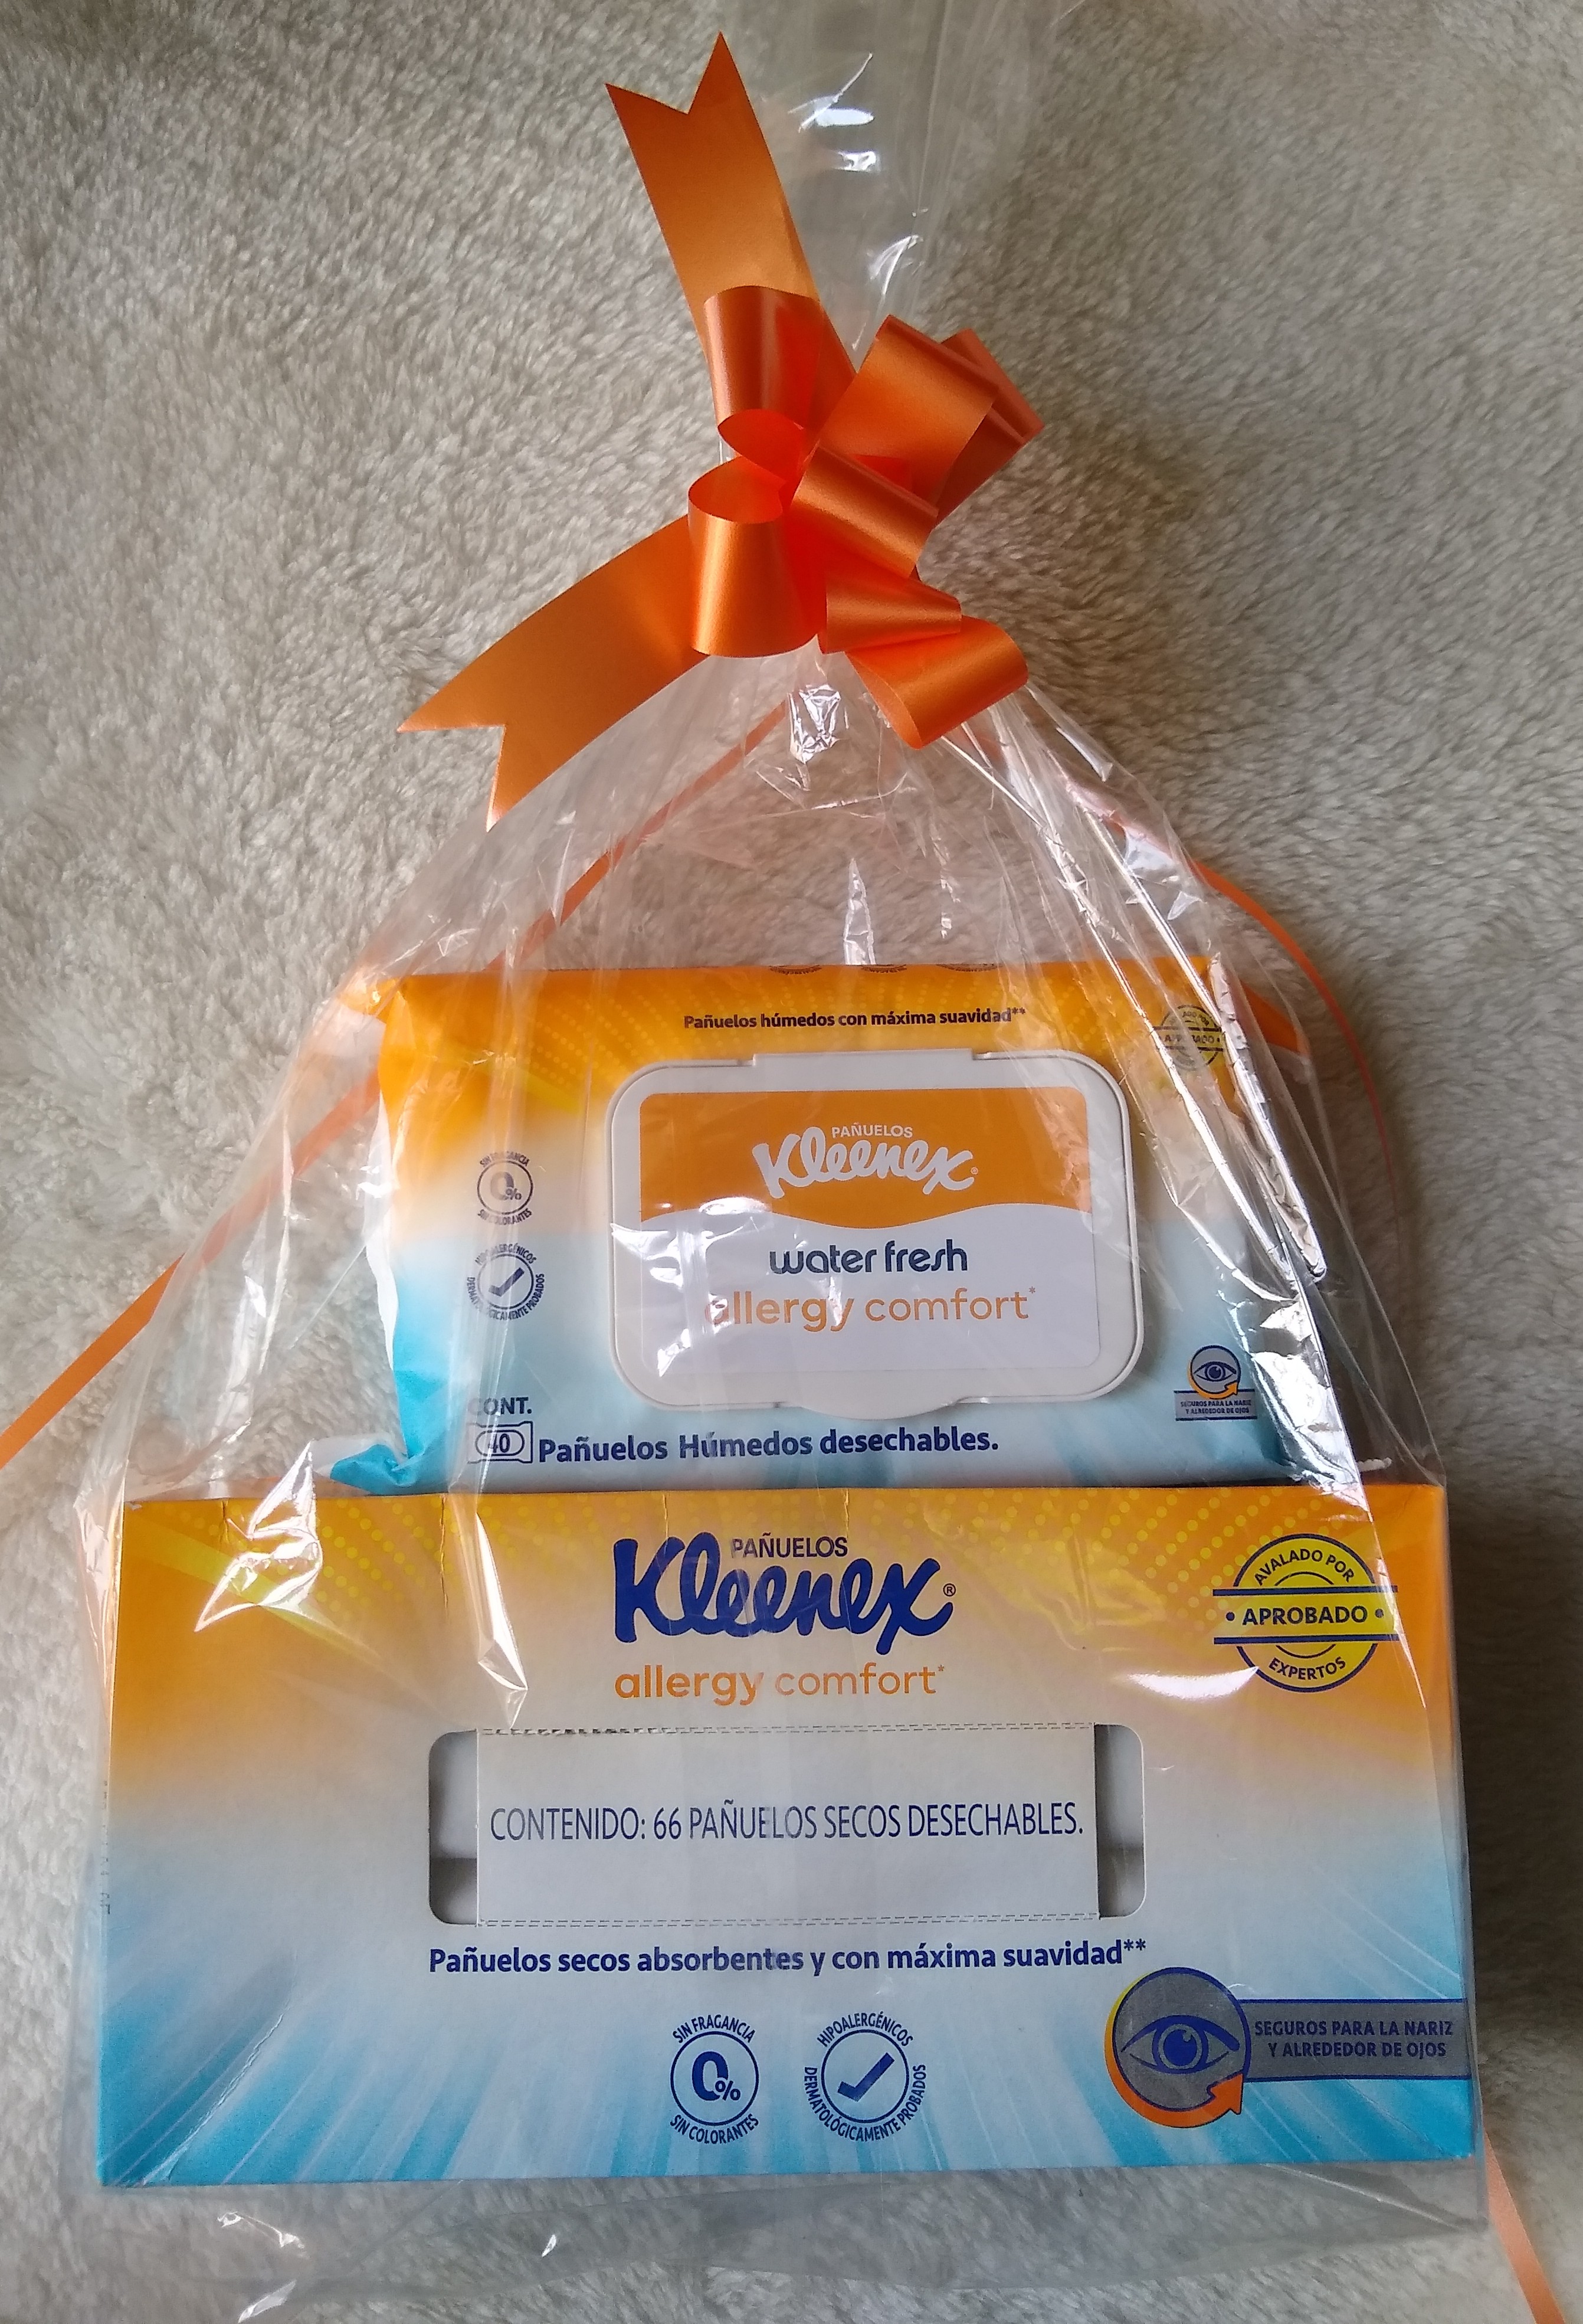 Pañuelos húmedos con máxima suavidad**
APROBADO
PAÑUELOS
Kleenex®
water fresh
allergy comfort*
SIN FRAGANCIA
0%
SIN COLORANTES
HIPOALERGÉNICOS
DERMATOLÓGICAMENTE PROBADOS
SEGUROS PARA LA NARIZ
Y ALREDEDOR DE OJOS
CONT.
40 Pañuelos Húmedos desechables.
PAÑUELOS
Kleenex®
allergy comfort*
AVALADO POR
• APROBADO •
EXPERTOS
CONTENIDO: 66 PAÑUELOS SECOS DESECHABLES.
Pañuelos secos absorbentes y con máxima suavidad**
SIN FRAGANCIA
0%
SIN COLORANTES
HIPOALERGÉNICOS
DERMATOLÓGICAMENTE PROBADOS
SEGUROS PARA LA NARIZ
Y ALREDEDOR DE OJOS